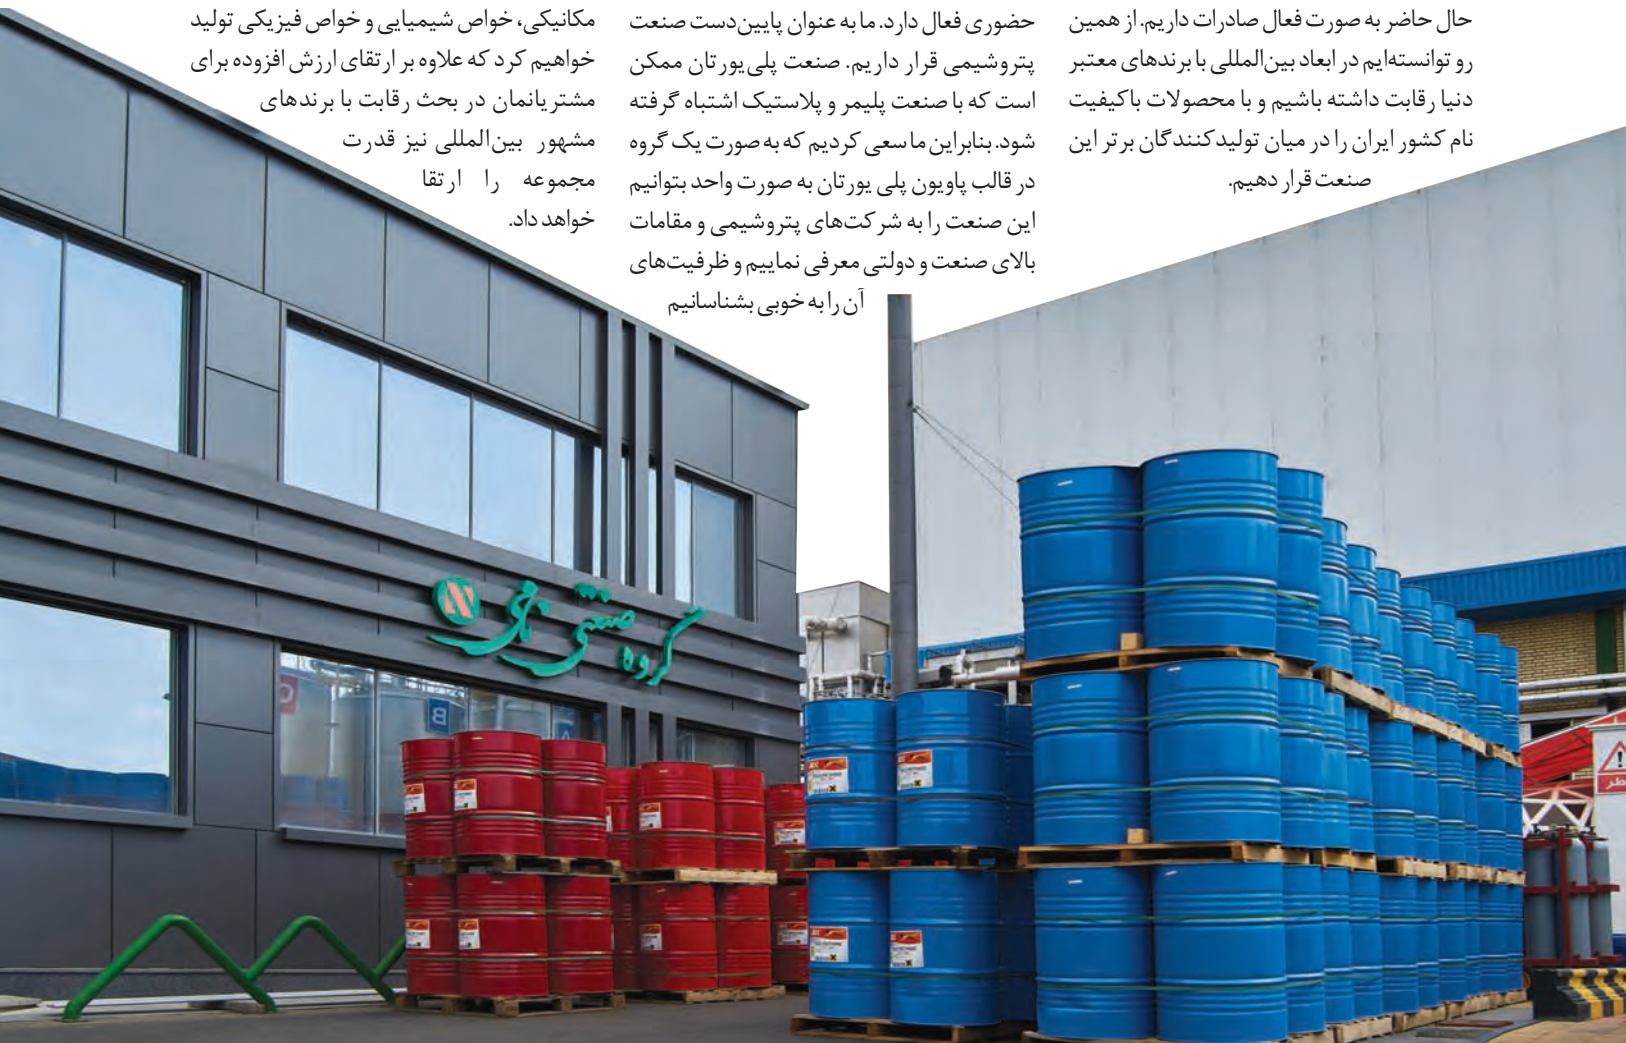 حال حاضر به صورت فعال صادرات داریم. از همین
رو توانسته‌ایم در ابعاد بین‌المللی با برندهای معتبر
دنیا رقابت داشته باشیم و با محصولات باکیفیت
نام کشور ایران را در میان تولیدکنندگان برتر این
صنعت قرار دهیم.
حضوری فعال دارد. ما به عنوان پایین‌دست صنعت
پتروشیمی قرار داریم. صنعت پلی‌یورتان ممکن
است که با صنعت پلیمر و پلاستیک اشتباه گرفته
شود. بنابراین ما سعی کردیم که به صورت یک گروه
در قالب پاویون پلی یورتان به صورت واحد بتوانیم
این صنعت را به شرکت‌های پتروشیمی و مقامات
بالای صنعت و دولتی معرفی نماییم و ظرفیت‌های
آن را به خوبی بشناسانیم
مکانیکی، خواص شیمیایی و خواص فیزیکی تولید
خواهیم کرد که علاوه بر ارتقای ارزش افزوده برای
مشتریانمان در بحث رقابت با برندهای
مشهور بین‌المللی نیز قدرت
مجموعه را ارتقا
خواهد داد.
گروه صنعتی نامی
B